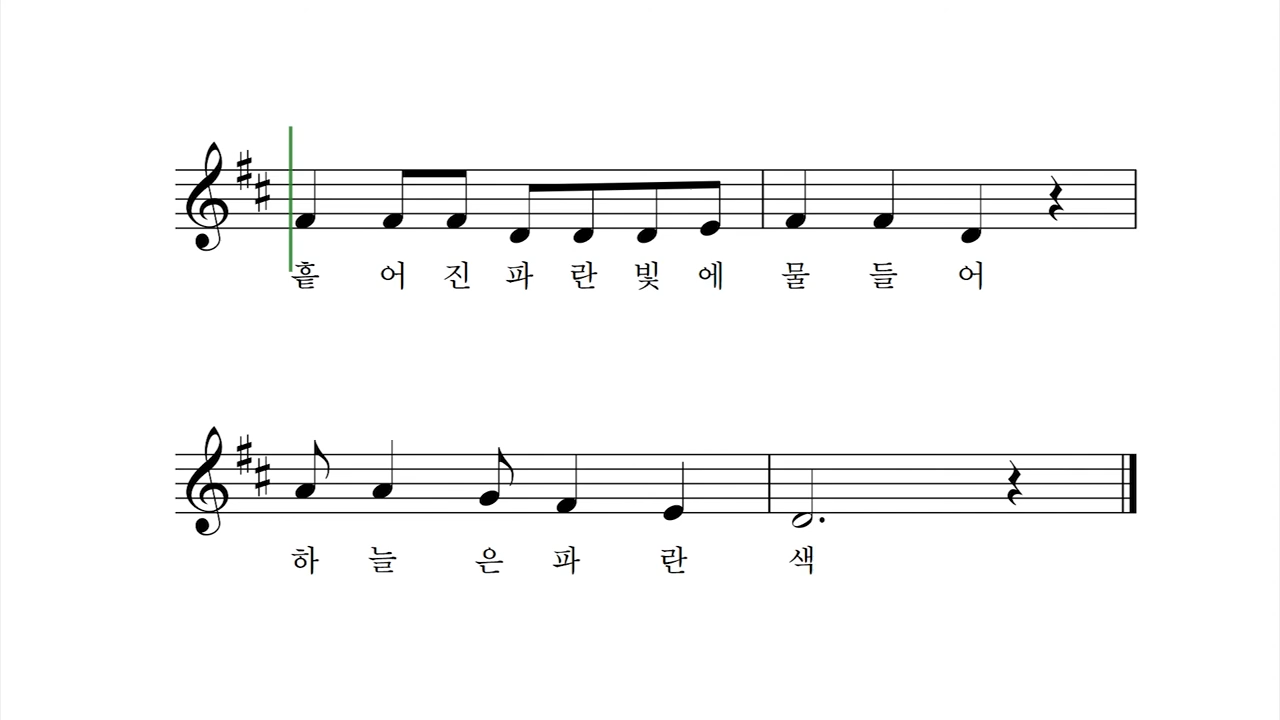 흩 어 진 파 란 빛 에 물 들 어
하 늘 은 파 란 색